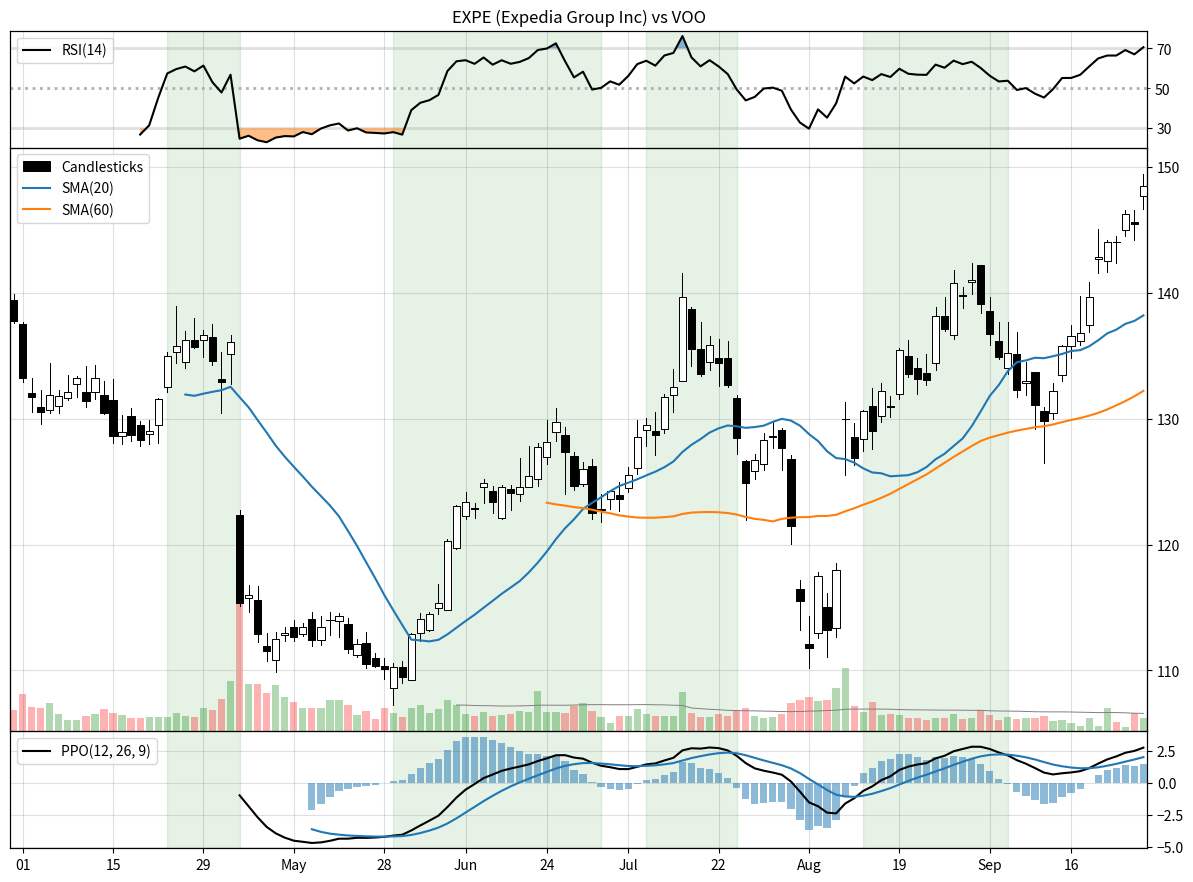 EXPE (Expedia Group Inc) vs VOO
RSI(14)
70
50
30
Candlesticks
SMA(20)
SMA(60)
150
140
130
120
110
PPO(12, 26, 9)
2.5
0.0
−2.5
−5.0
01 15 29 May 28 Jun 24 Jul 22 Aug 19 Sep 16